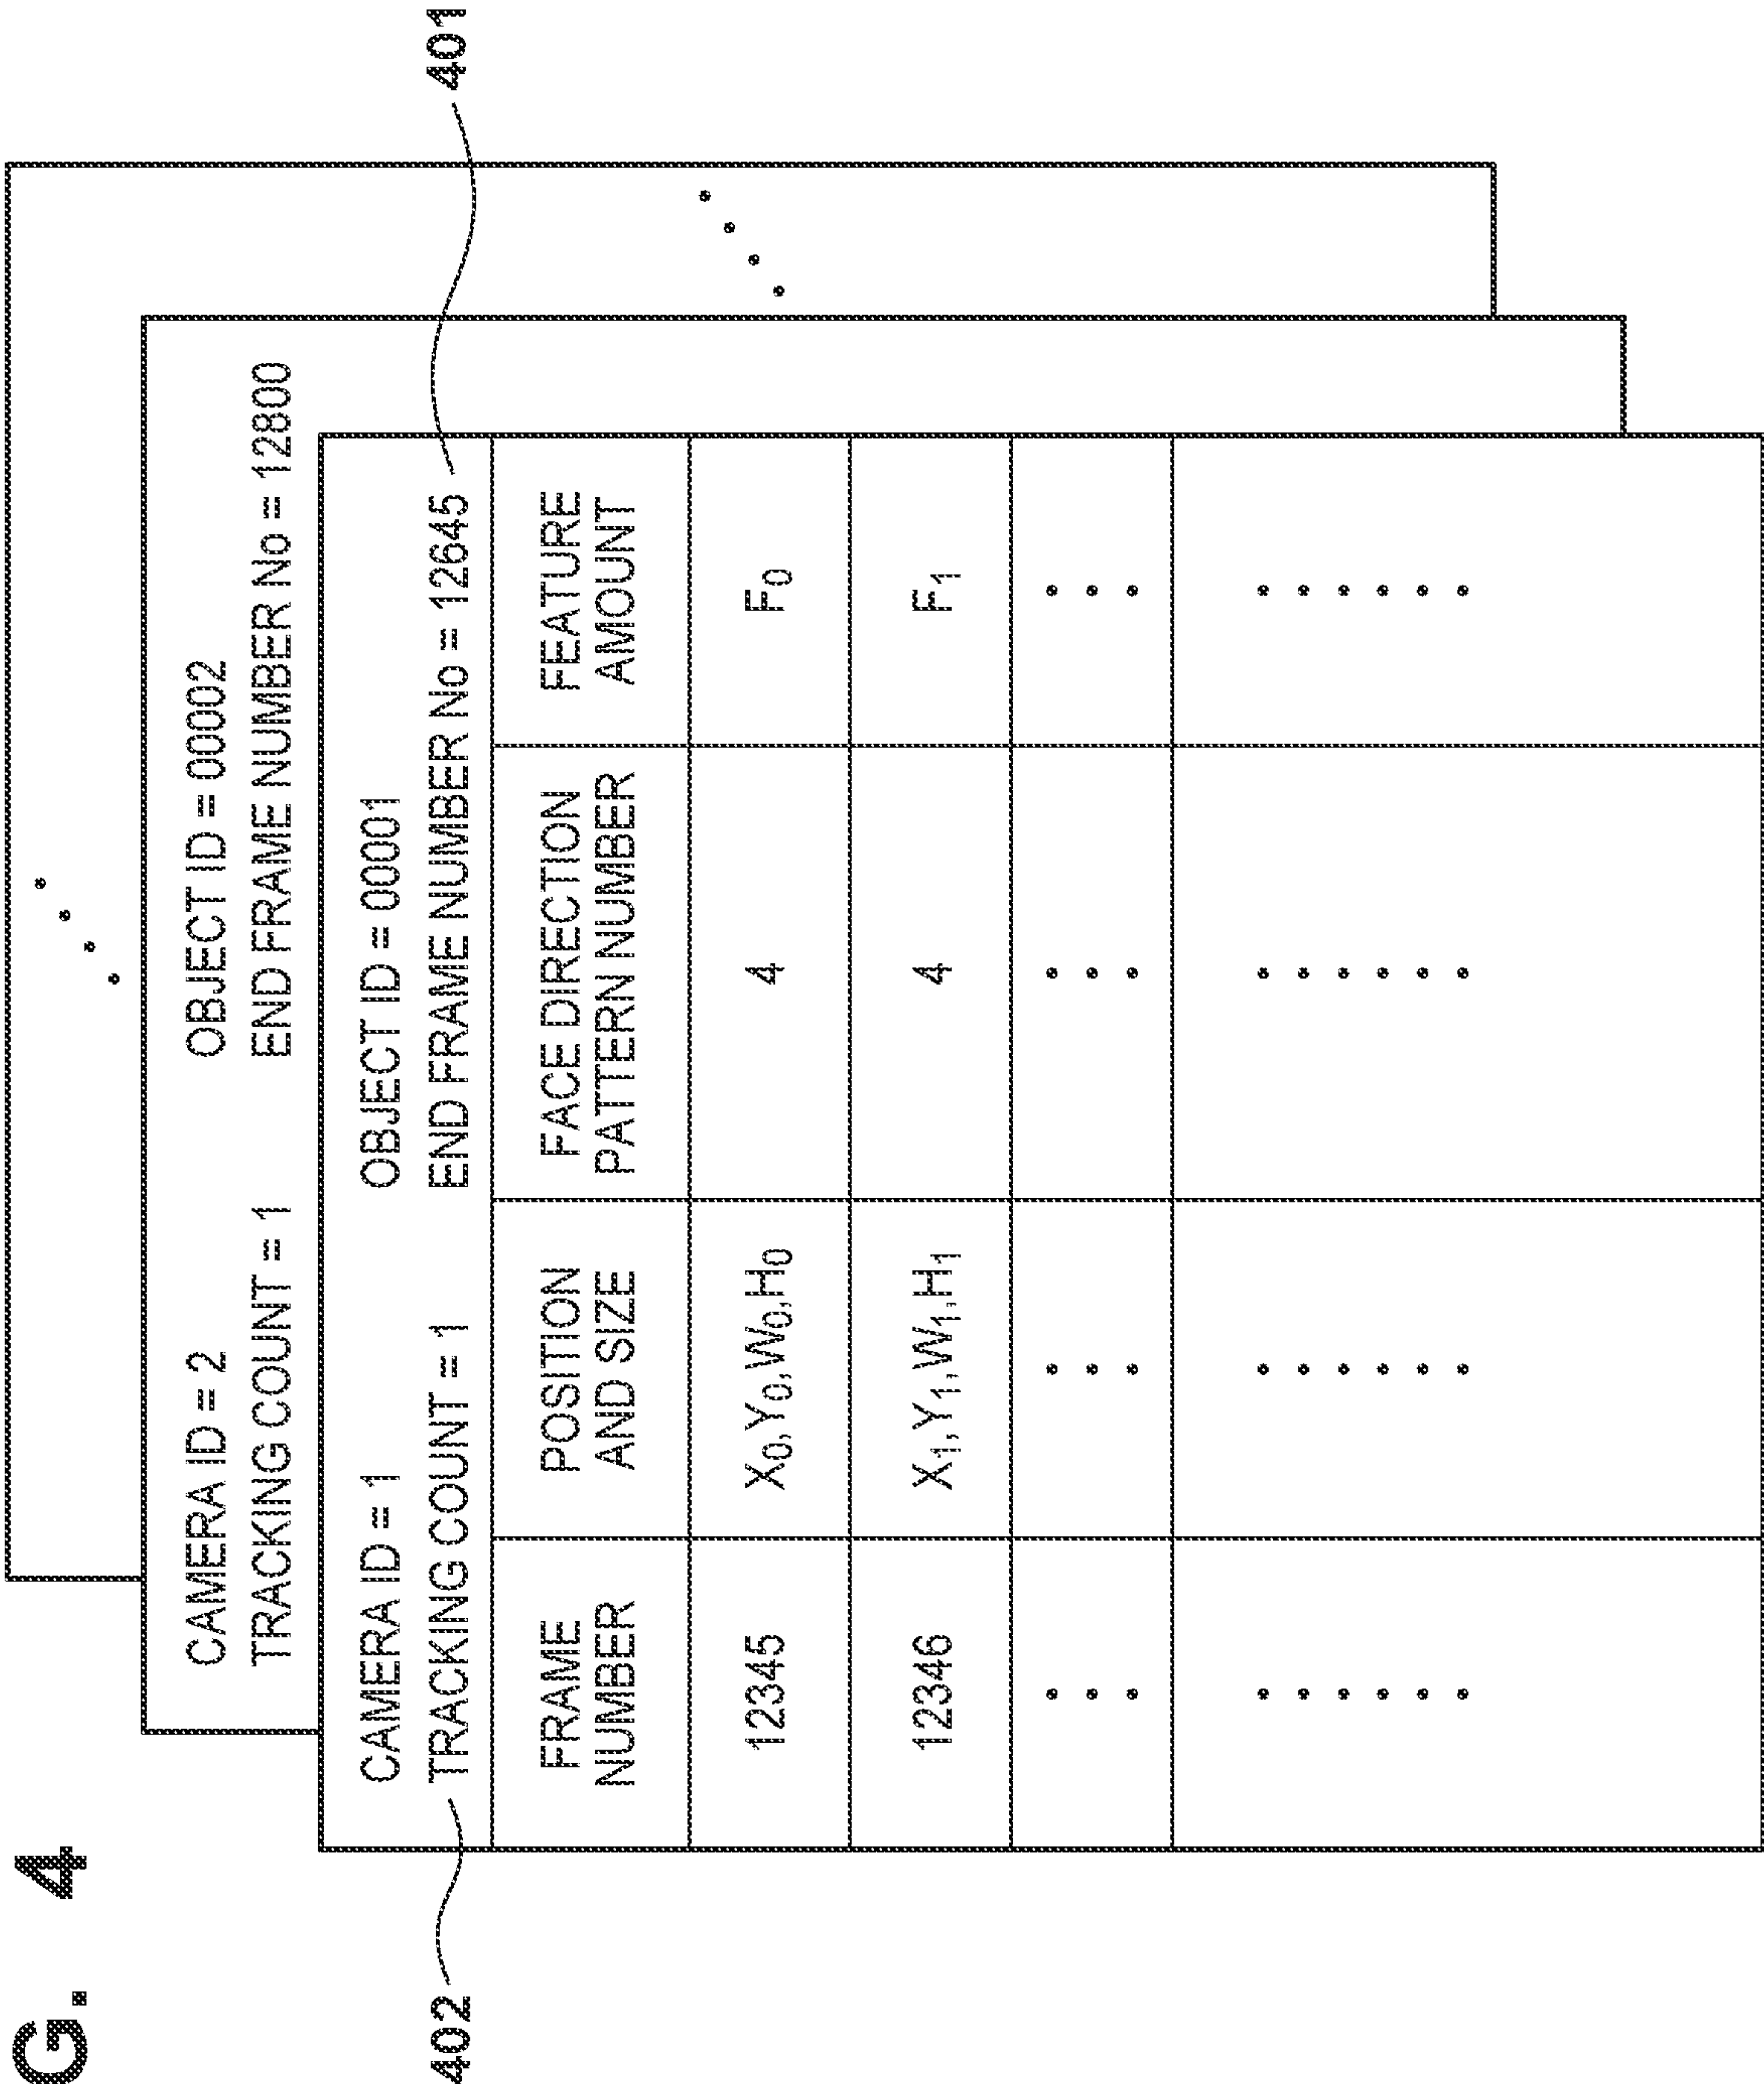 G. 4
CAMERA ID = 2 OBJECT ID = 00002
TRACKING COUNT = 1 END FRAME NUMBER No = 12800
CAMERA ID = 1 OBJECT ID = 00001
402 TRACKING COUNT = 1 END FRAME NUMBER No = 12645 401
FRAME NUMBER POSITION AND SIZE FACE DIRECTION PATTERN NUMBER FEATURE AMOUNT
12345 X0,Y0,W0,H0 4 F0
12346 X1,Y1,W1,H1 4 F1